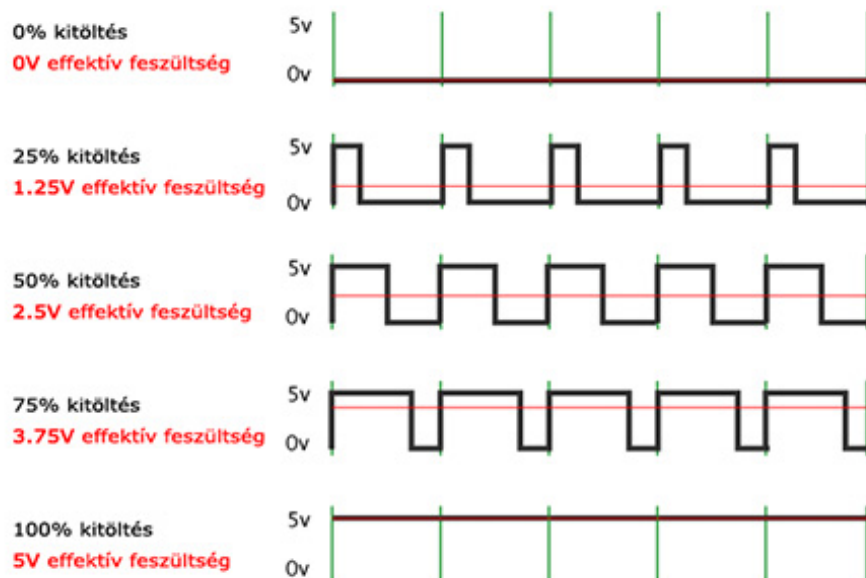 0% kitöltés
0V effektív feszültség
5v
0v
25% kitöltés
1.25V effektív feszültség
5v
0v
50% kitöltés
2.5V effektív feszültség
5v
0v
75% kitöltés
3.75V effektív feszültség
5v
0v
100% kitöltés
5V effektív feszültség
5v
0v